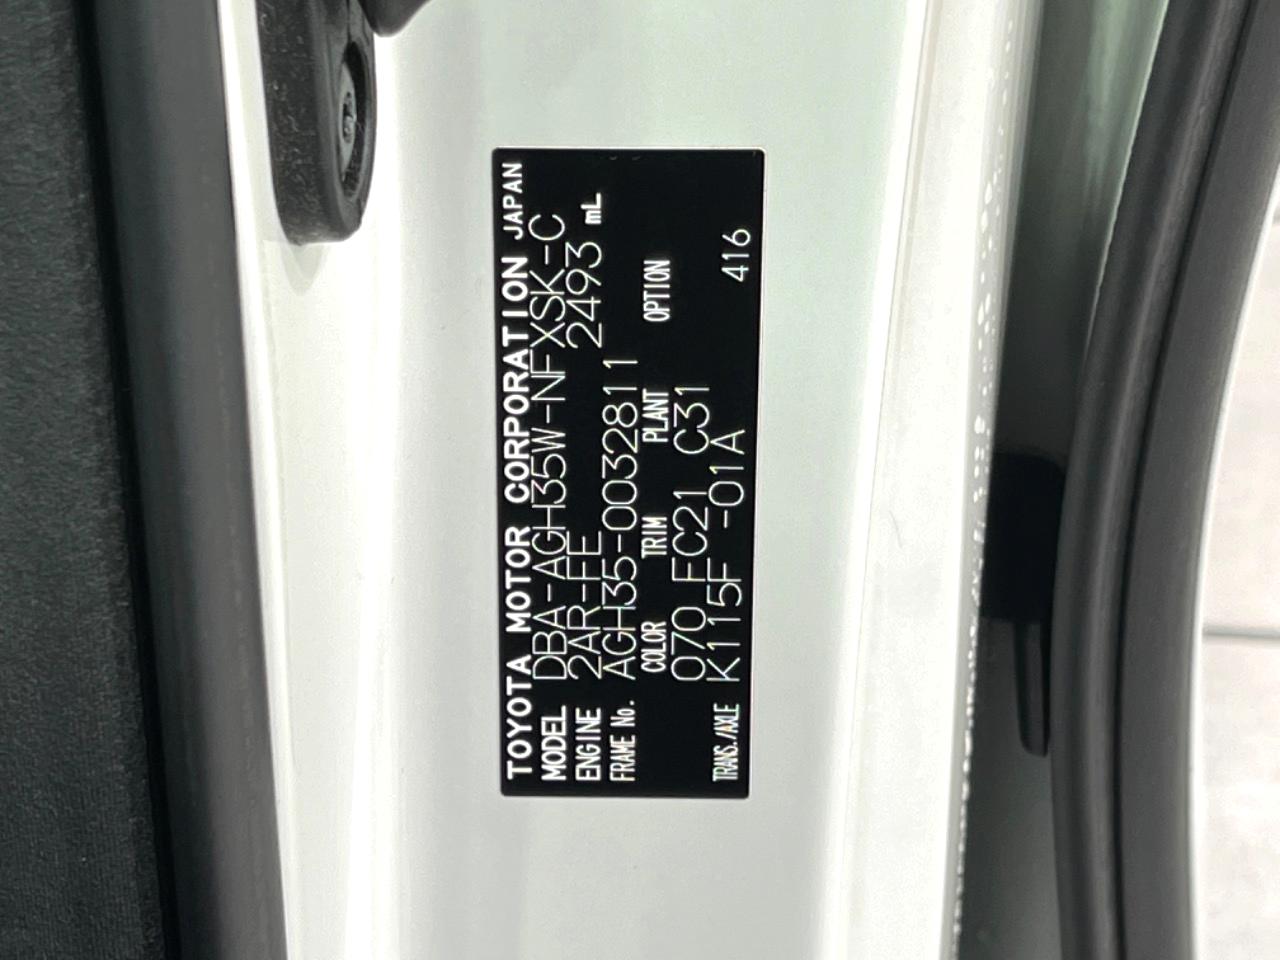 TOYOTA MOTOR CORPORATION JAPAN
MODEL DBA-AGH35W-NFXSK-C
ENGINE 2AR-FE 2493 mL
FRAME No. AGH35-0032811
COLOR TRIM PLANT OPTION
070 FC21 C31
TRANS./AXLE K115F -01A 416